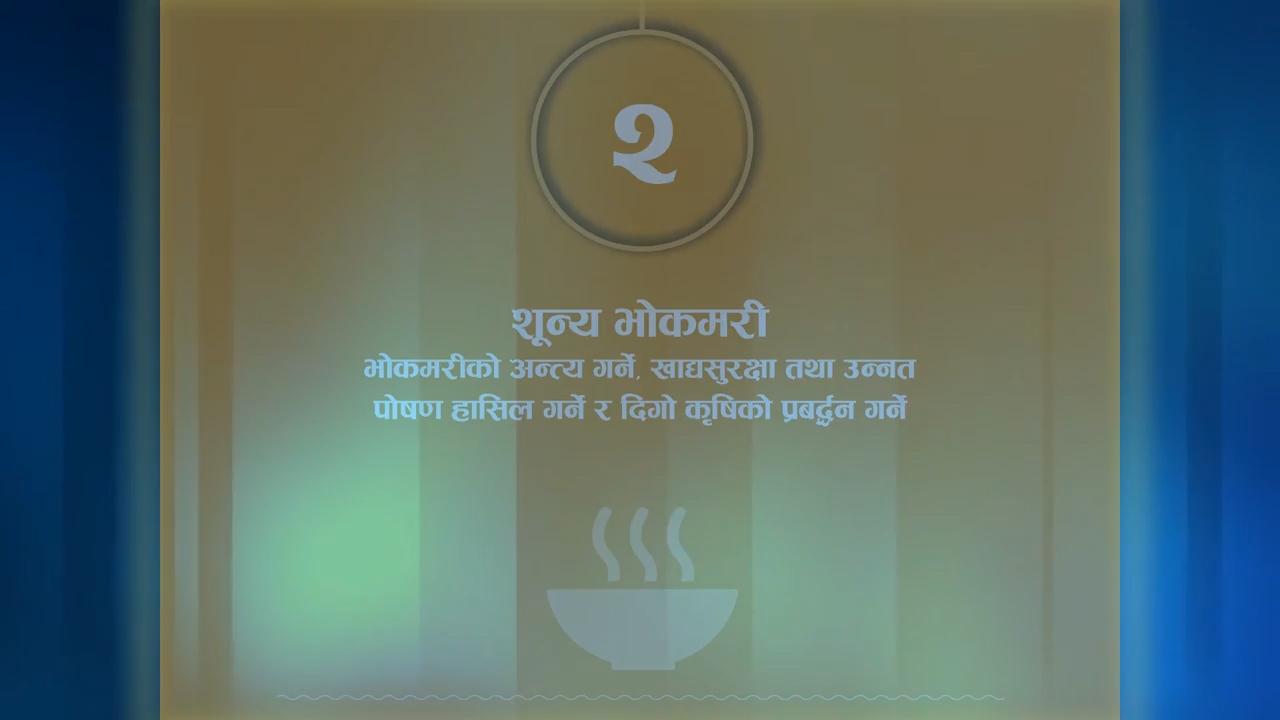 २
शून्य भोकमरी
भोकमरीको अन्त्य गर्ने, खाद्यसुरक्षा तथा उन्नत
पोषण हासिल गर्ने र दिगो कृषिको प्रबर्द्धन गर्ने